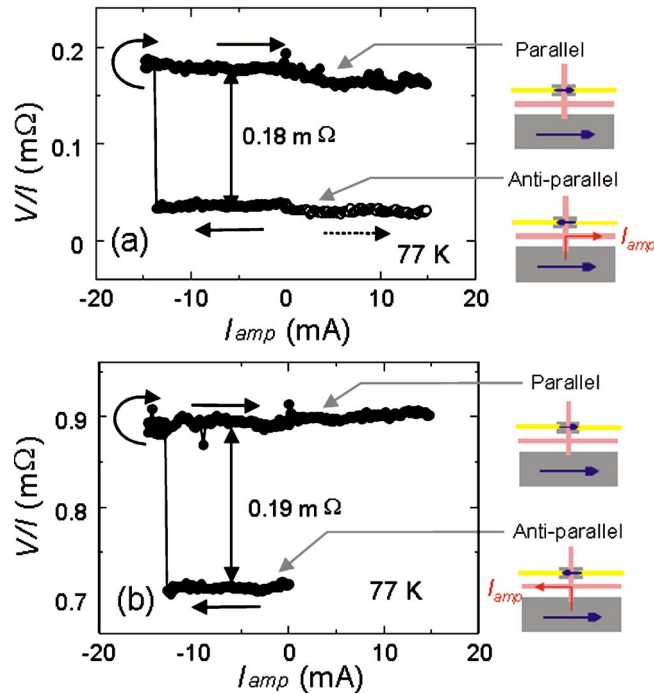 0.2
Parallel
V/I (mΩ)
0.1
0.18 m Ω
Anti-parallel
(a)
0
77 K
I_amp
-20
-10
0
10
20
I_amp (mA)
Parallel
0.9
V/I (mΩ)
0.8
0.19 m Ω
Anti-parallel
0.7
(b)
77 K
I_amp
-20
-10
0
10
20
I_amp (mA)